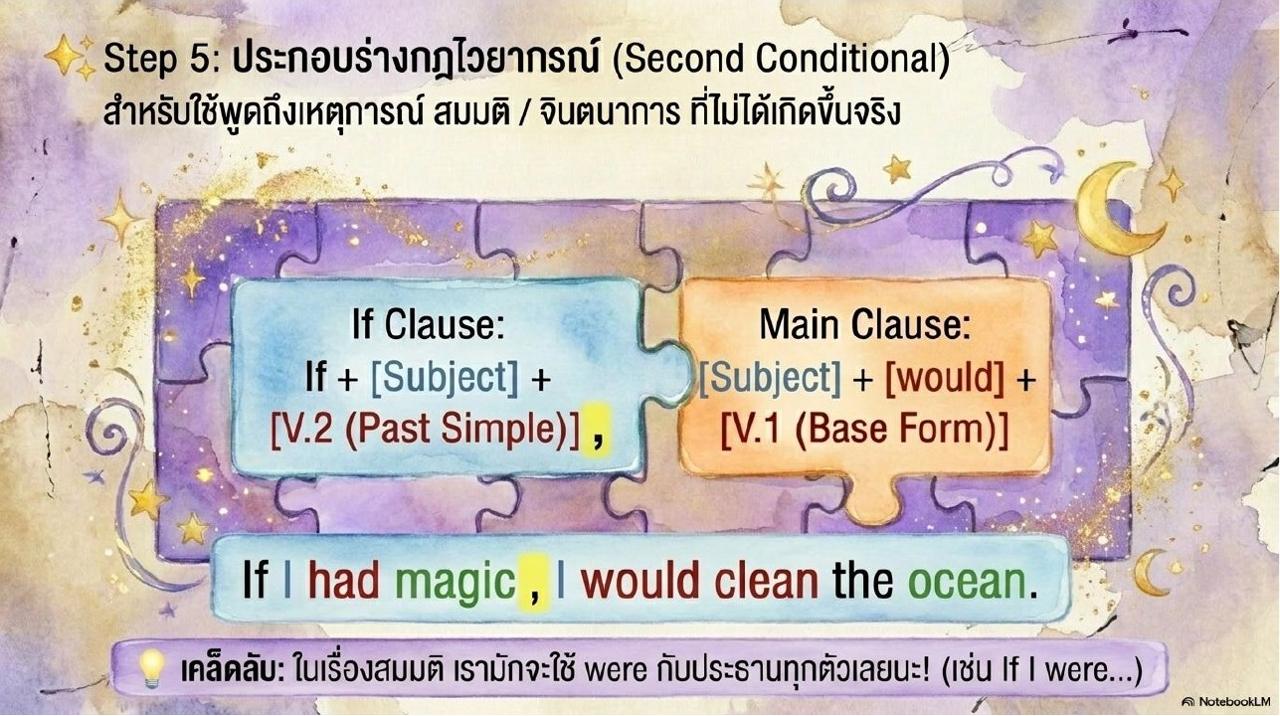 Step 5: ประกอบร่างกฎไวยากรณ์ (Second Conditional)
สำหรับใช้พูดถึงเหตุการณ์ สมมติ / จินตนาการ ที่ไม่ได้เกิดขึ้นจริง
If Clause:
If + [Subject] +
[V.2 (Past Simple)] ,
Main Clause:
[Subject] + [would] +
[V.1 (Base Form)]
If I had magic , I would clean the ocean.
เคล็ดลับ: ในเรื่องสมมติ เรามักจะใช้ were กับประธานทุกตัวเลยนะ! (เช่น If I were...)
NotebookLM